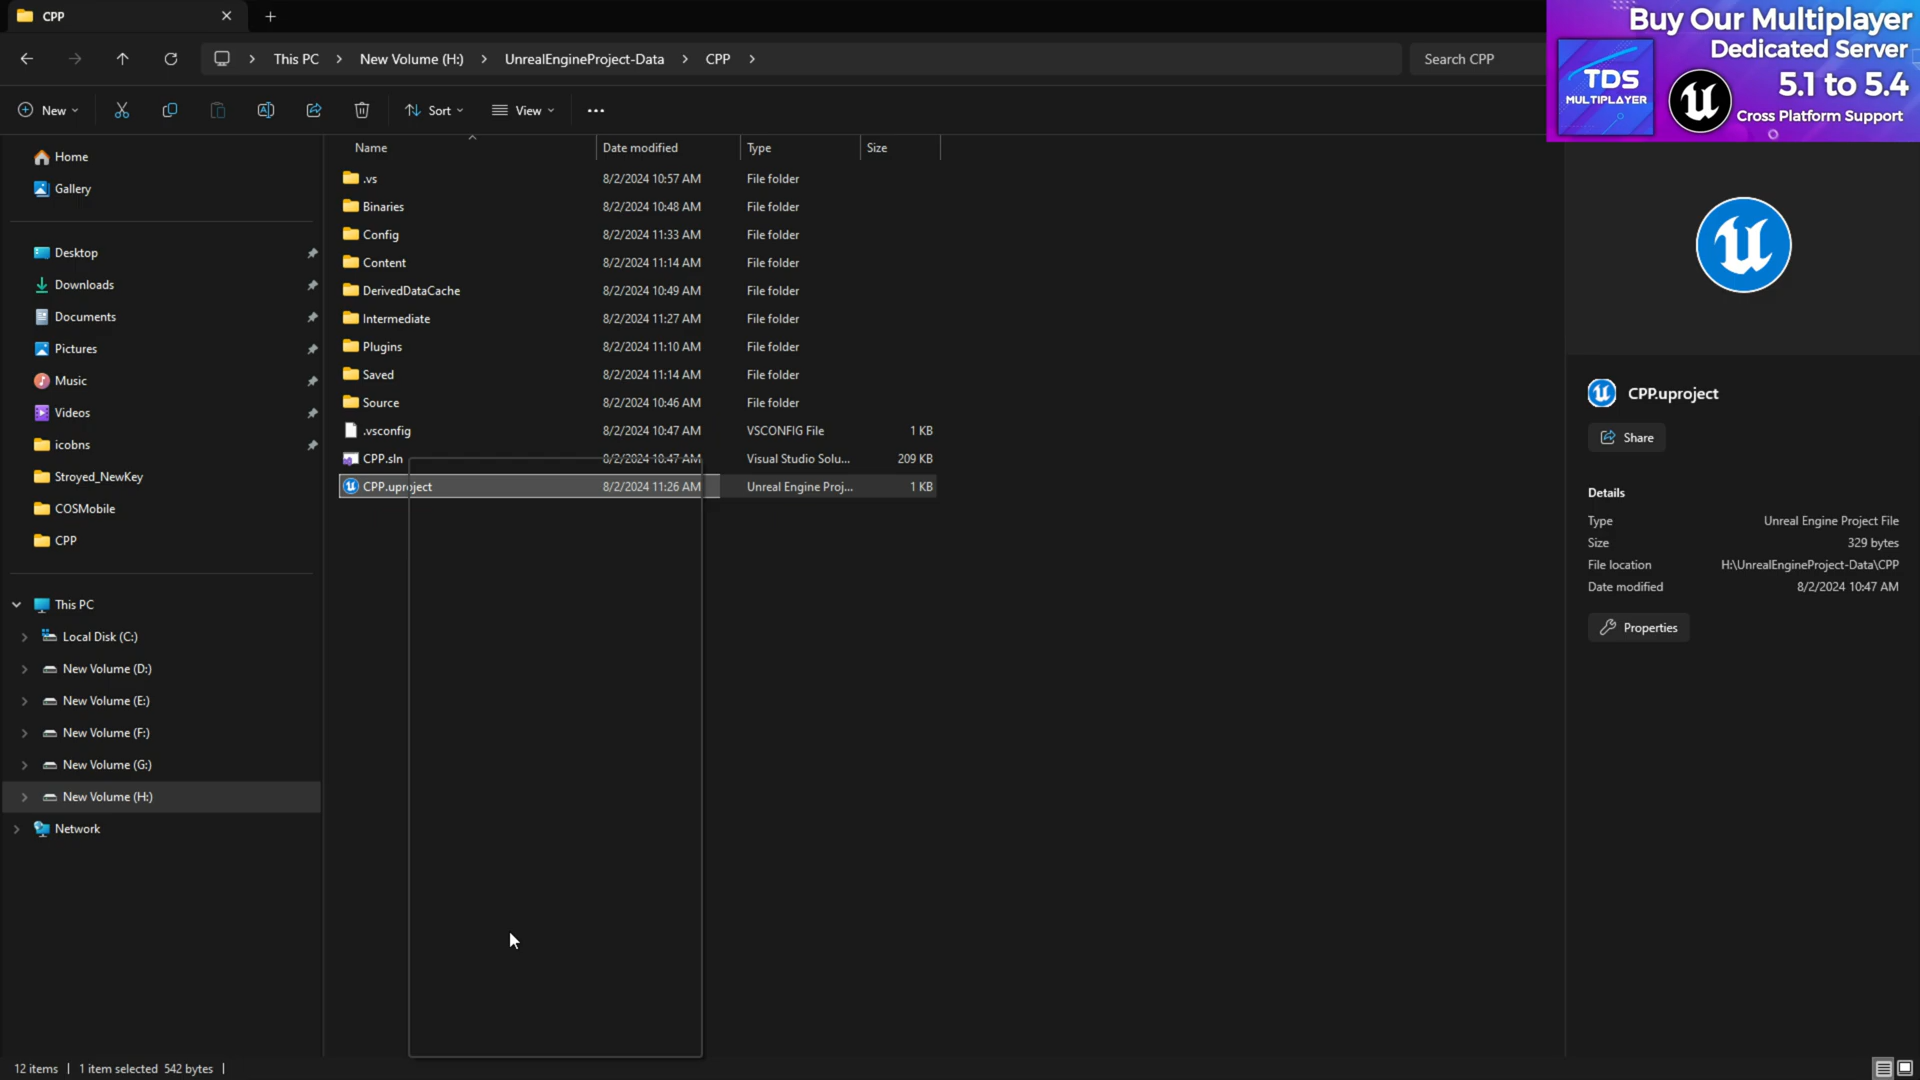 CPP
Buy Our Multiplayer
Dedicated Server
5.1 to 5.4
Cross Platform Support
TDS
MULTIPLAYER
This PC > New Volume (H:) > UnrealEngineProject-Data > CPP >
Search CPP
New
Sort
View
Name Date modified Type Size
.vs 8/2/2024 10:57 AM File folder
Binaries 8/2/2024 10:48 AM File folder
Config 8/2/2024 11:33 AM File folder
Content 8/2/2024 11:14 AM File folder
DerivedDataCache 8/2/2024 10:49 AM File folder
Intermediate 8/2/2024 11:27 AM File folder
Plugins 8/2/2024 11:10 AM File folder
Saved 8/2/2024 11:14 AM File folder
Source 8/2/2024 10:46 AM File folder
.vsconfig 8/2/2024 10:47 AM VSCONFIG File 1 KB
CPP.sln 8/2/2024 10:47 AM Visual Studio Solu... 209 KB
CPP.uproject 8/2/2024 11:26 AM Unreal Engine Proj... 1 KB
Home
Gallery
Desktop
Downloads
Documents
Pictures
Music
Videos
icobns
Stroyed_NewKey
COSMobile
CPP
This PC
Local Disk (C:)
New Volume (D:)
New Volume (E:)
New Volume (F:)
New Volume (G:)
New Volume (H:)
Network
CPP.uproject
Share
Details
Type Unreal Engine Project File
Size 329 bytes
File location H:\UnrealEngineProject-Data\CPP
Date modified 8/2/2024 10:47 AM
Properties
12 items | 1 item selected 542 bytes |